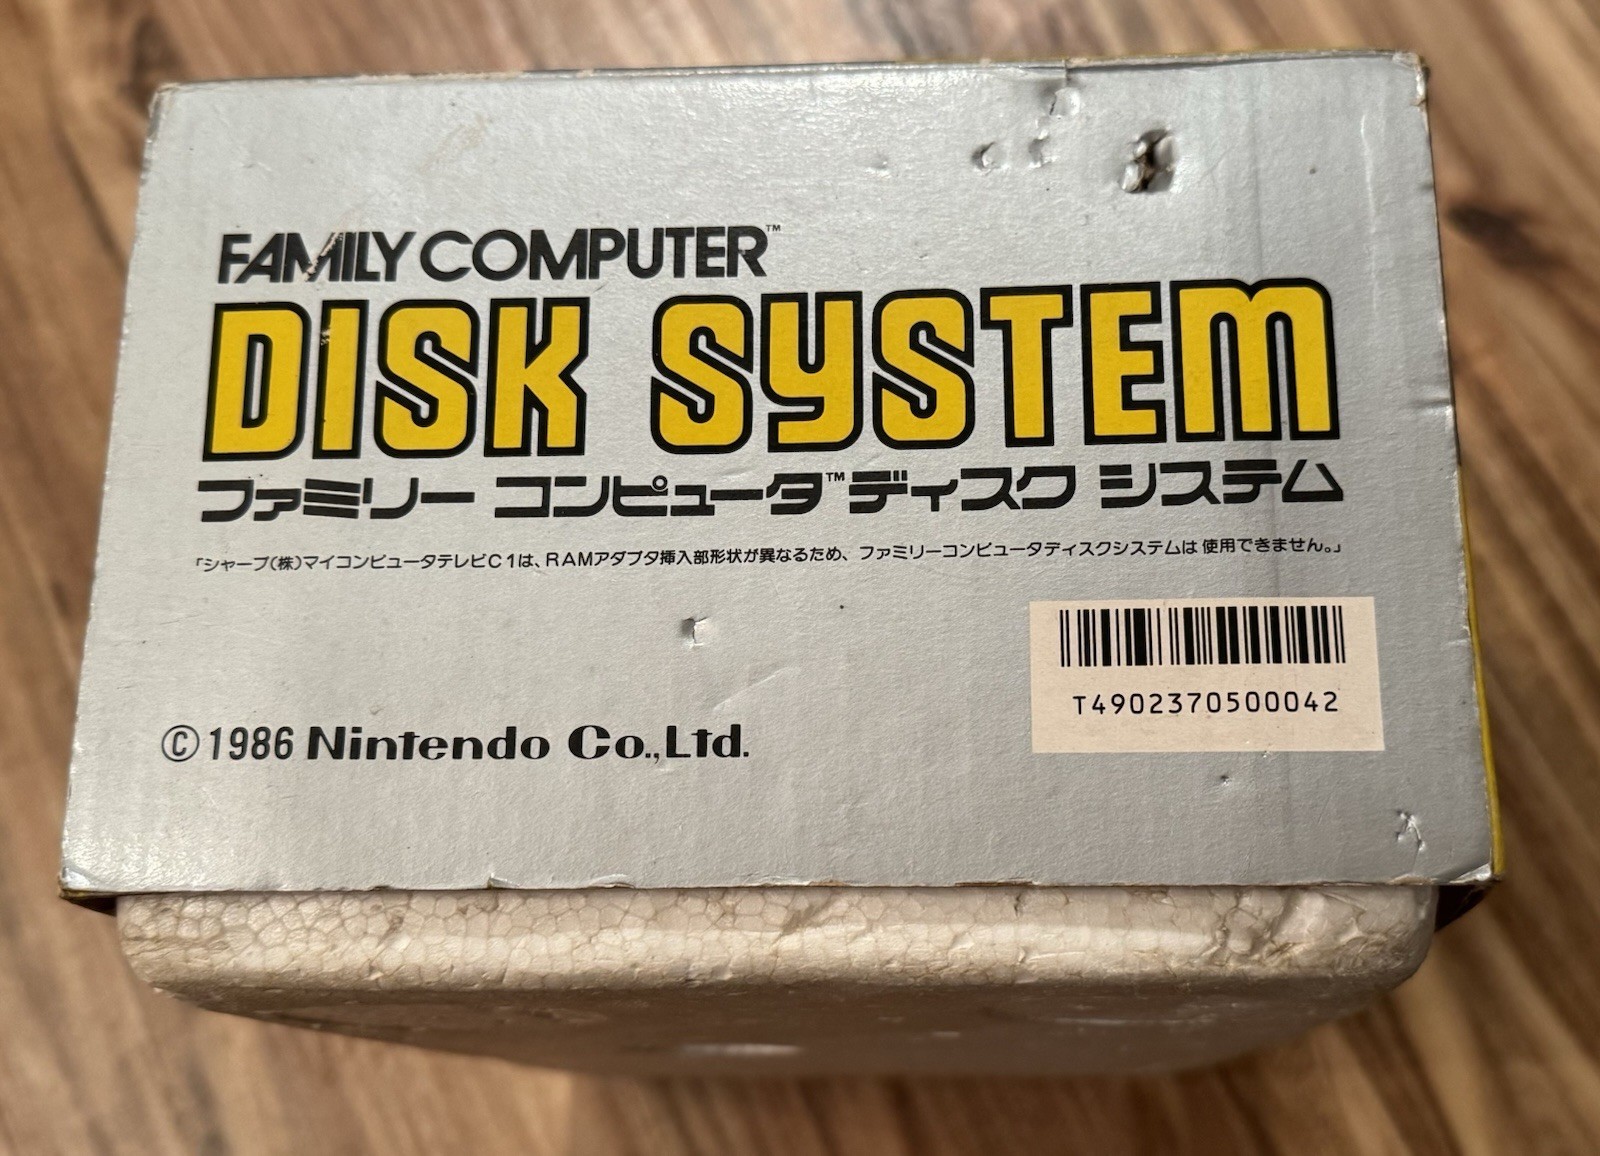 FAMILY COMPUTER™
DISK SYSTEM
ファミリー コンピュータ™ ディスク システム
「シャープ(株)マイコンピュータテレビC1は、RAMアダプタ挿入部形状が異なるため、ファミリーコンピュータディスクシステムは使用できません。」
T4902370500042
©1986 Nintendo Co.,Ltd.